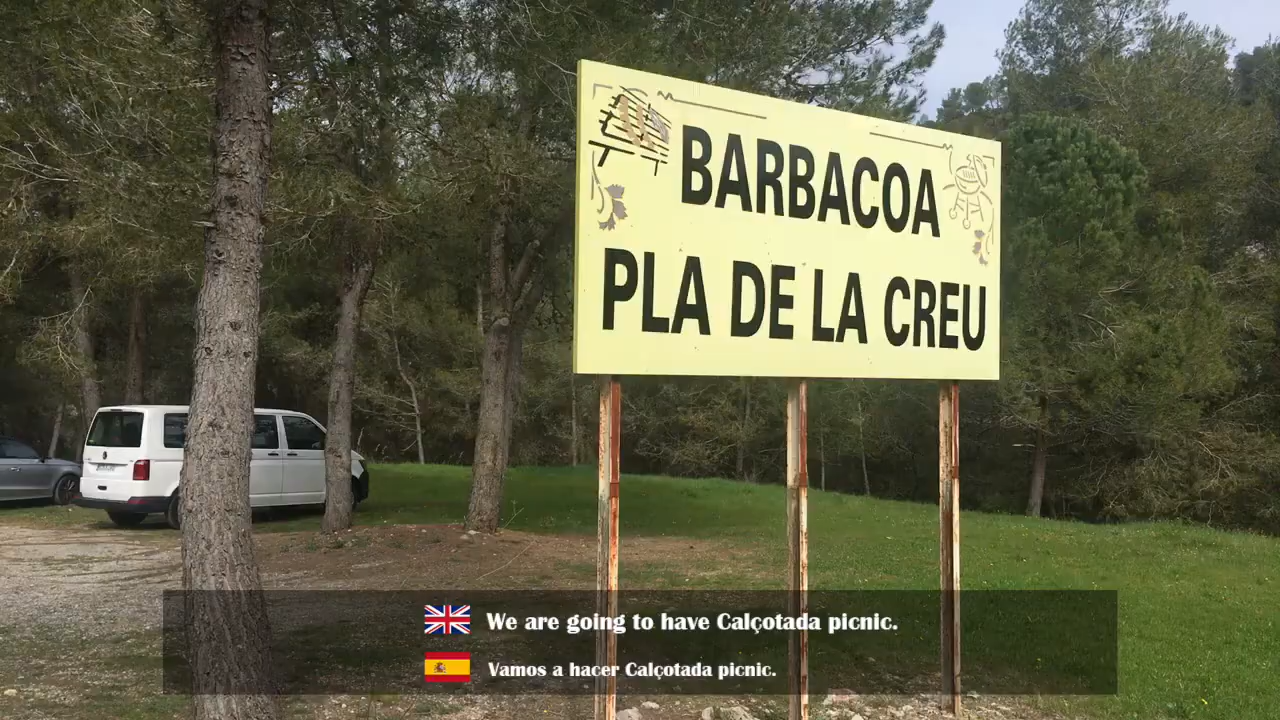 BARBACOA
PLA DE LA CREU
We are going to have Calçotada picnic.
Vamos a hacer Calçotada picnic.